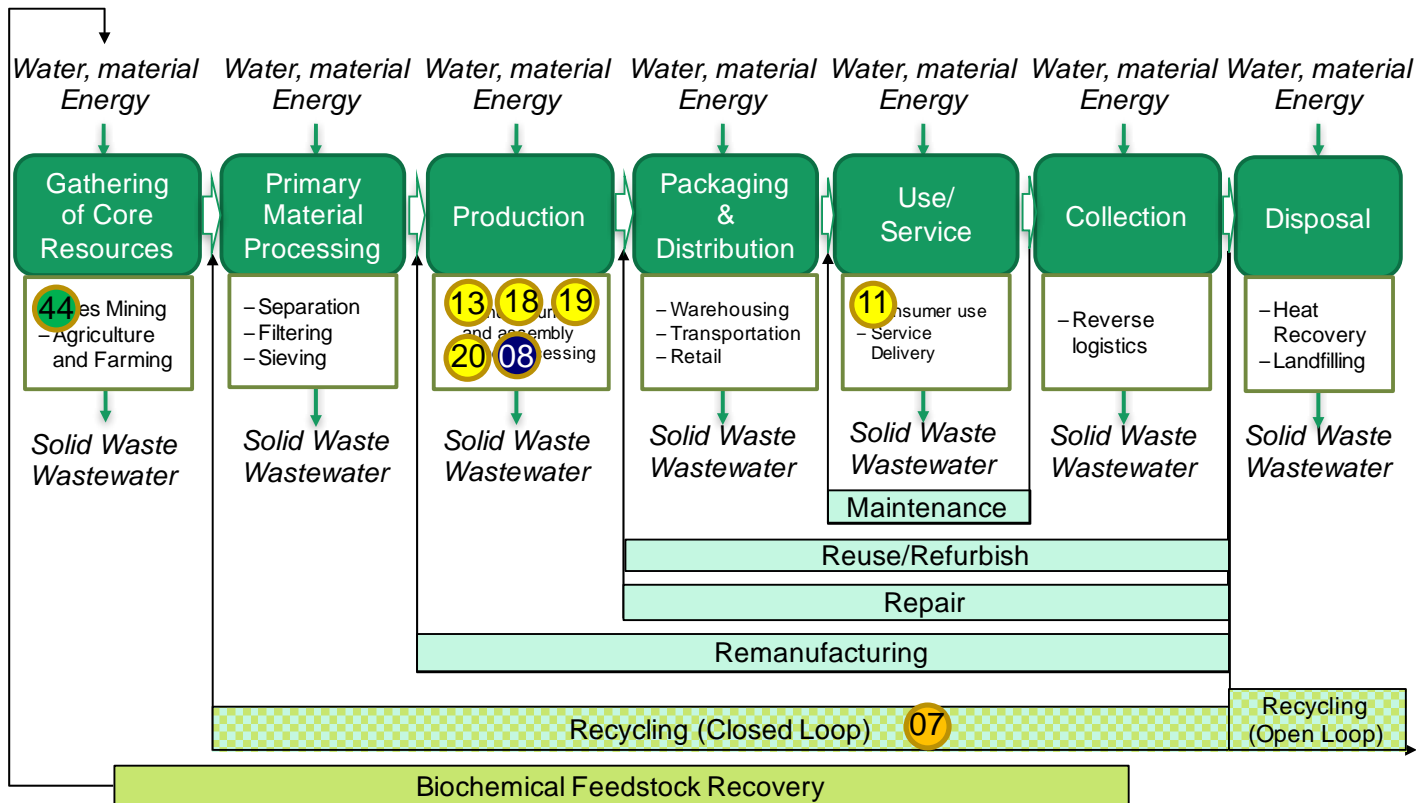 Water, material
Energy
Water, material
Energy
Water, material
Energy
Water, material
Energy
Water, material
Energy
Water, material
Energy
Water, material
Energy
Gathering
of Core
Resources
Primary
Material
Processing
Production
Packaging
&
Distribution
Use/
Service
Collection
Disposal
44
Mining
– Agriculture
and Farming
– Separation
– Filtering
– Sieving
13 18 19
and assembly
20 08
– Warehousing
– Transportation
– Retail
11
use
– Service
Delivery
– Reverse
logistics
– Heat
Recovery
– Landfilling
Solid Waste
Wastewater
Solid Waste
Wastewater
Solid Waste
Wastewater
Solid Waste
Wastewater
Solid Waste
Wastewater
Solid Waste
Wastewater
Solid Waste
Wastewater
Maintenance
Reuse/Refurbish
Repair
Remanufacturing
Recycling (Closed Loop) 07
Recycling
(Open Loop)
Biochemical Feedstock Recovery